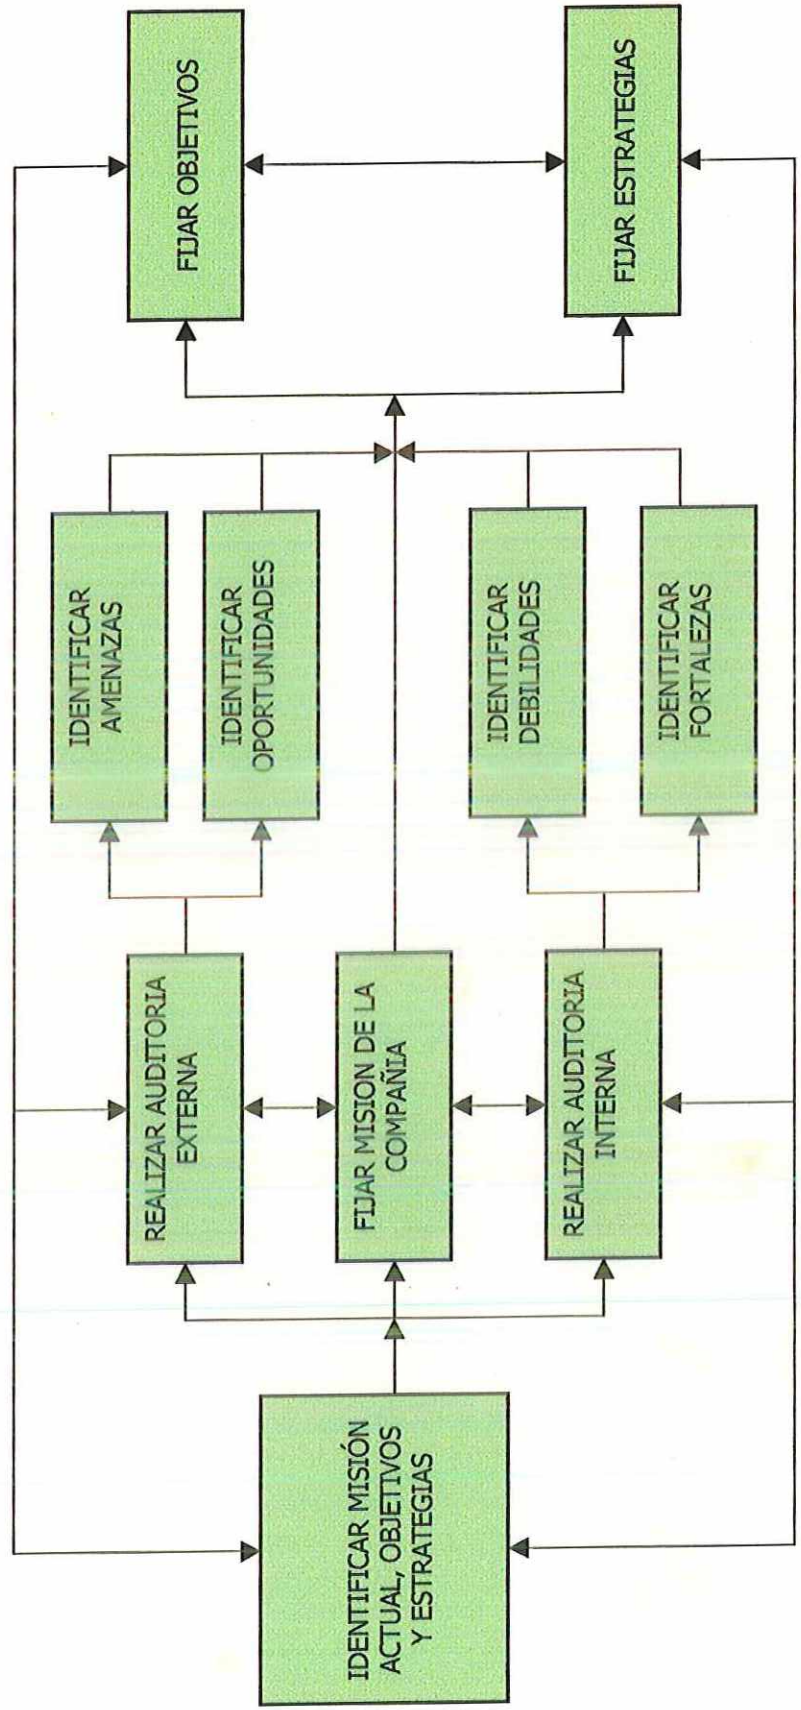 IDENTIFICAR MISIÓN
ACTUAL, OBJETIVOS
Y ESTRATEGIAS
REALIZAR AUDITORIA
EXTERNA
FIJAR MISION DE LA
COMPAÑIA
REALIZAR AUDITORIA
INTERNA
IDENTIFICAR
AMENAZAS
IDENTIFICAR
OPORTUNIDADES
IDENTIFICAR
DEBILIDADES
IDENTIFICAR
FORTALEZAS
FIJAR OBJETIVOS
FIJAR ESTRATEGIAS